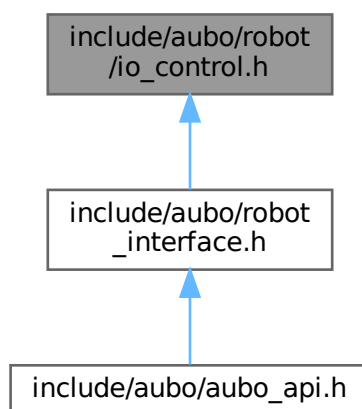 include/aubo/robot
/io_control.h
include/aubo/robot
_interface.h
include/aubo/aubo_api.h